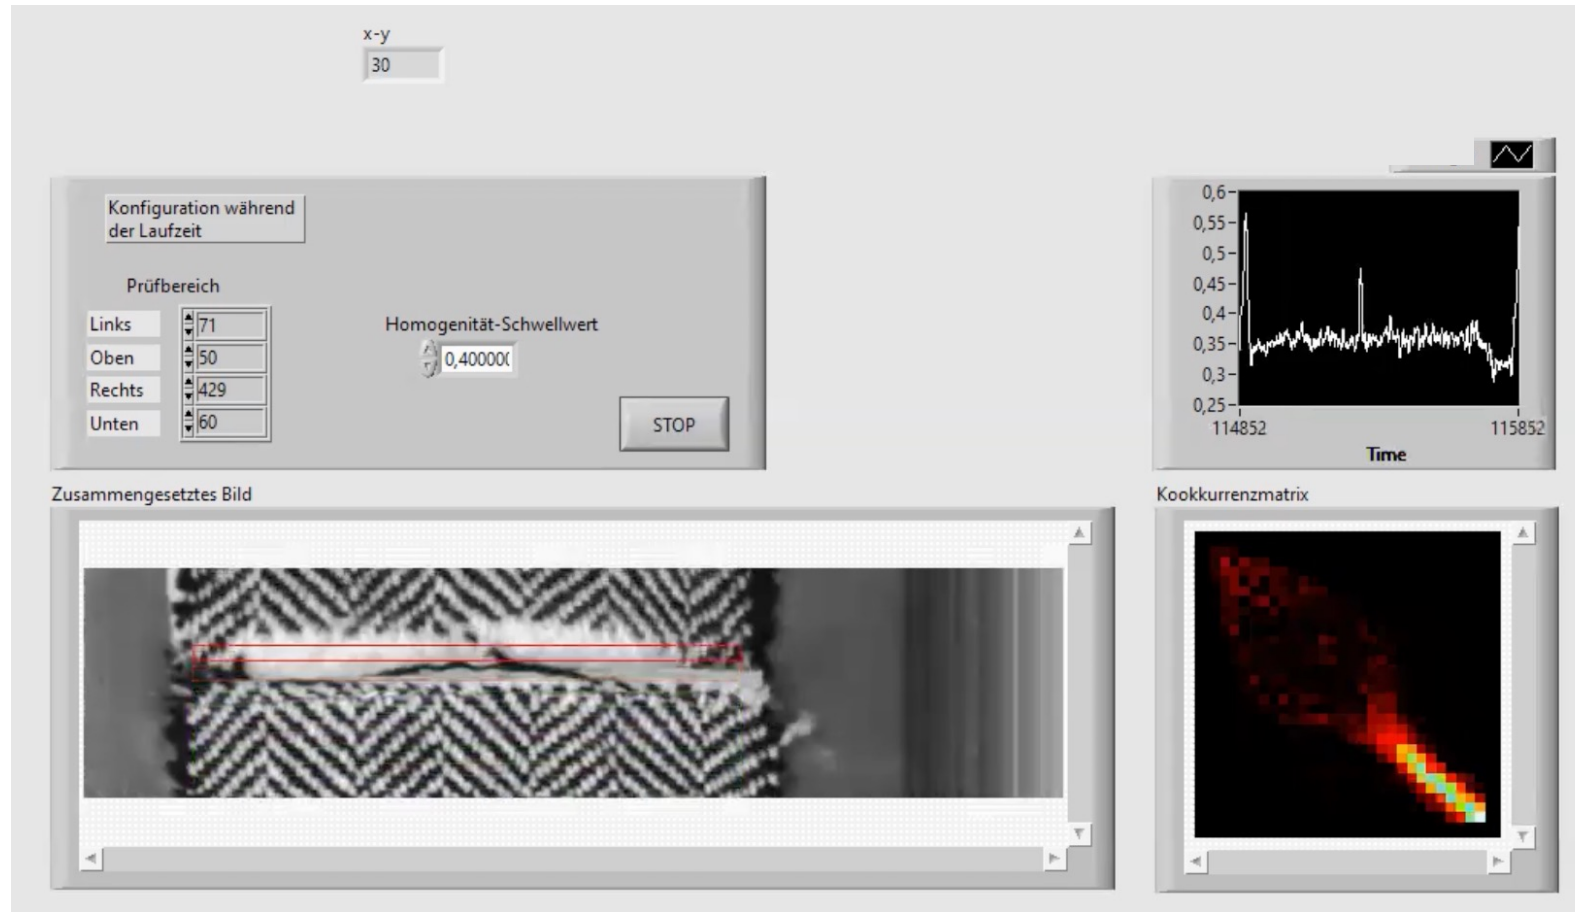 x-y
30
Konfiguration während
der Laufzeit
Prüfbereich
Links
71
Oben
50
Rechts
429
Unten
60
Homogenität-Schwellwert
0,400000
STOP
0,6
0,55
0,5
0,45
0,4
0,35
0,3
0,25
114852
115852
Time
Zusammengesetztes Bild
Kookkurrenzmatrix